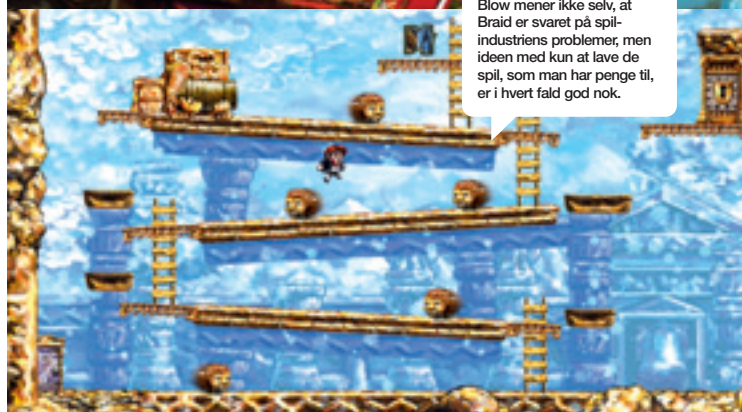 Blow mener ikke selv, at
Braid er svaret på spil-
industriens problemer, men
ideen med kun at lave de
spil, som man har penge til,
er i hvert fald god nok.